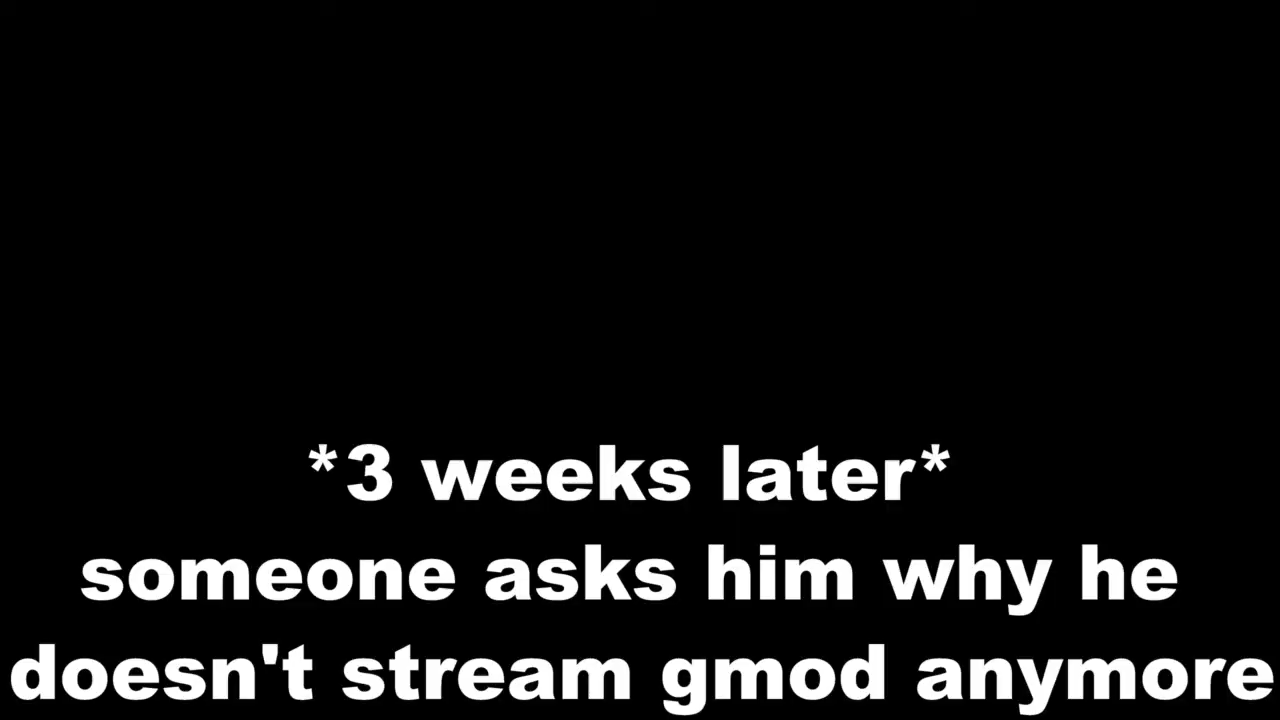 *3 weeks later*
someone asks him why he
doesn't stream gmod anymore